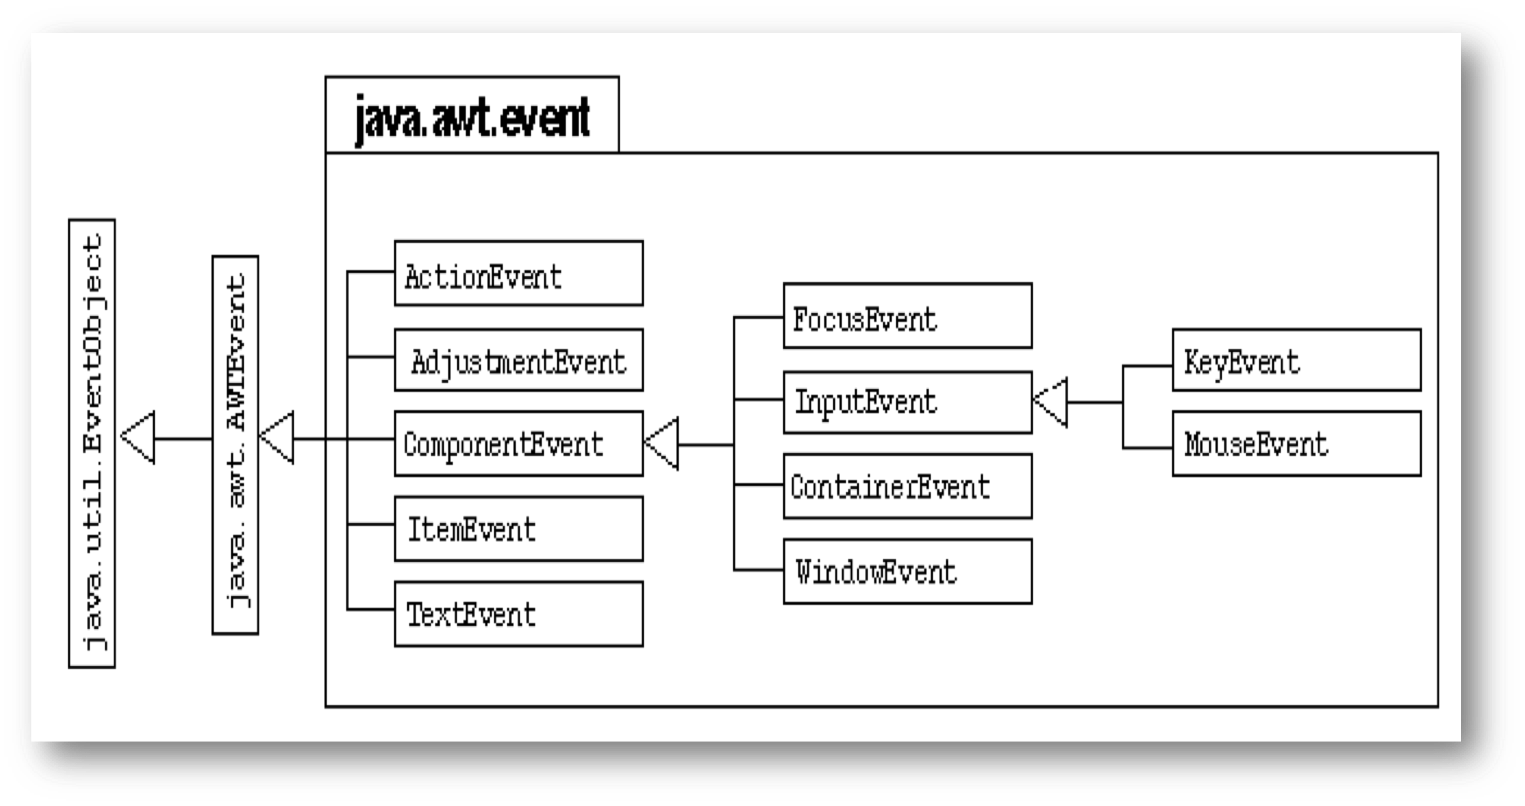 java.awt.event
java.util.EventObject
java.awt.AWTEvent
ActionEvent
AdjustmentEvent
ComponentEvent
ItemEvent
TextEvent
FocusEvent
InputEvent
ContainerEvent
WindowEvent
KeyEvent
MouseEvent